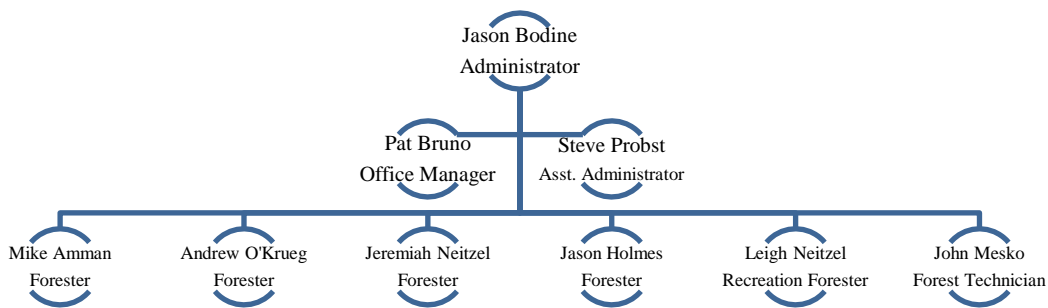 Jason Bodine
Administrator
Pat Bruno
Office Manager
Steve Probst
Asst. Administrator
Mike Amman
Forester
Andrew O'Krueg
Forester
Jeremiah Neitzel
Forester
Jason Holmes
Forester
Leigh Neitzel
Recreation Forester
John Mesko
Forest Technician